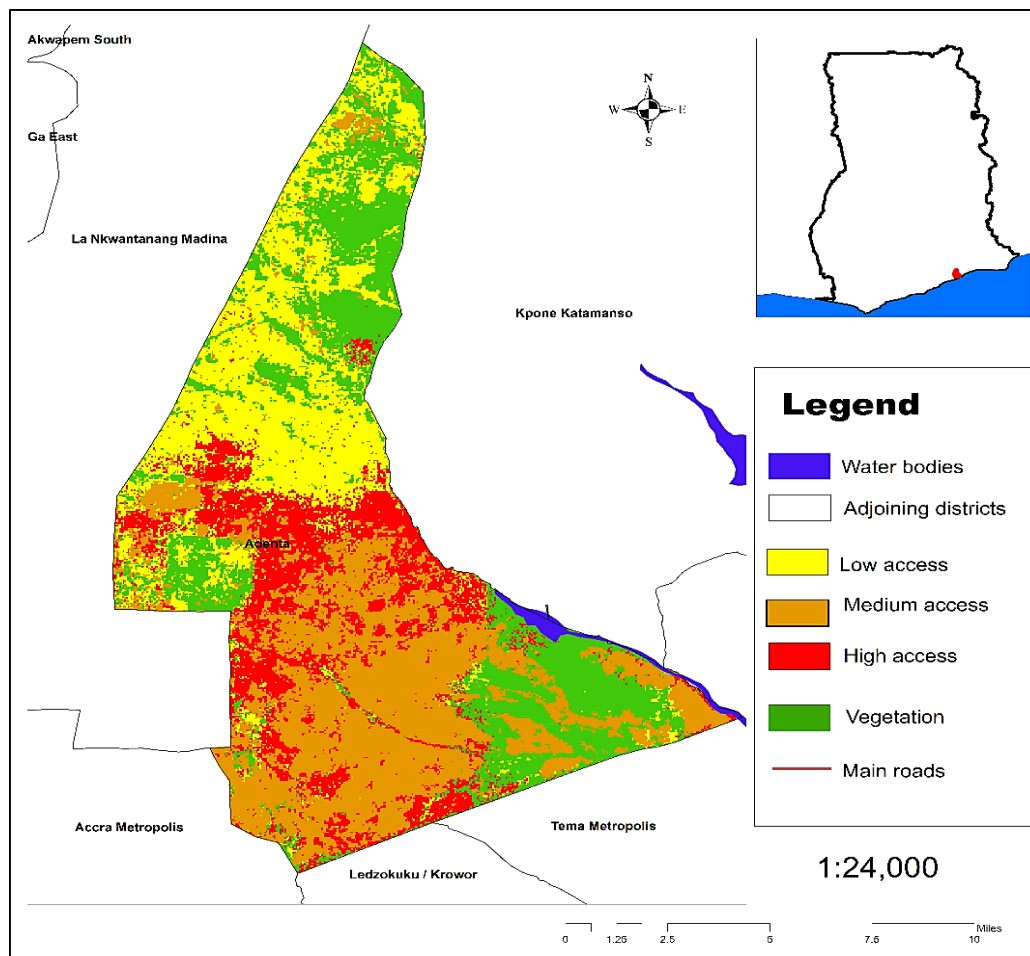 Akwapem South
Ga East
La Nkwantanang Madina
Kpone Katamanso
Adenta
Accra Metropolis
Tema Metropolis
Ledzokuku / Krowor
N
W E
S
Legend
Water bodies
Adjoining districts
Low access
Medium access
High access
Vegetation
Main roads
1:24,000
Miles
0 1.25 2.5 5 7.5 10